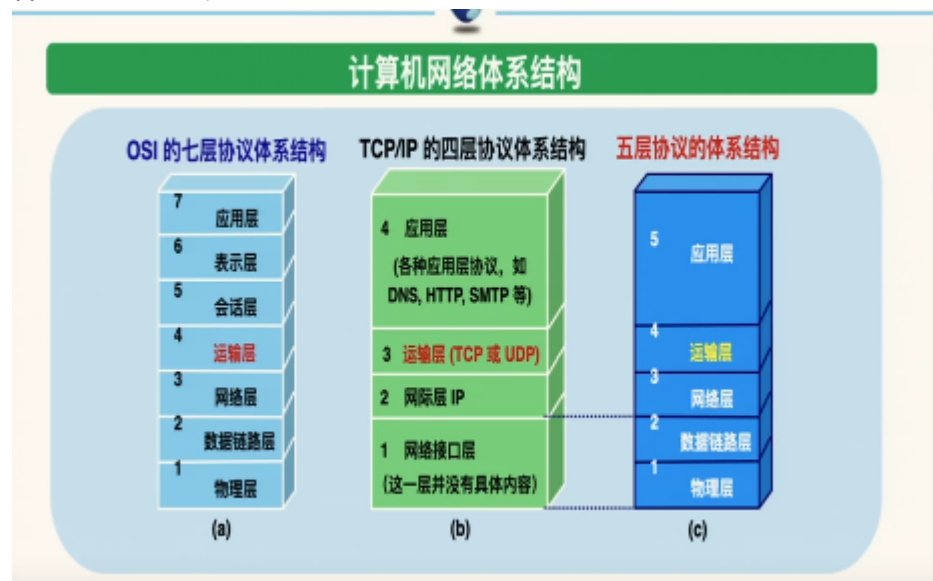 计算机网络体系结构
OSI 的七层协议体系结构
7
应用层
6
表示层
5
会话层
4
运输层
3
网络层
2
数据链路层
1
物理层
(a)
TCP/IP 的四层协议体系结构
4 应用层
(各种应用层协议，如
DNS, HTTP, SMTP 等)
3 运输层 (TCP 或 UDP)
2 网际层 IP
1 网络接口层
（这一层并没有具体内容）
(b)
五层协议的体系结构
5
应用层
4
运输层
3
网络层
2
数据链路层
1
物理层
(c)